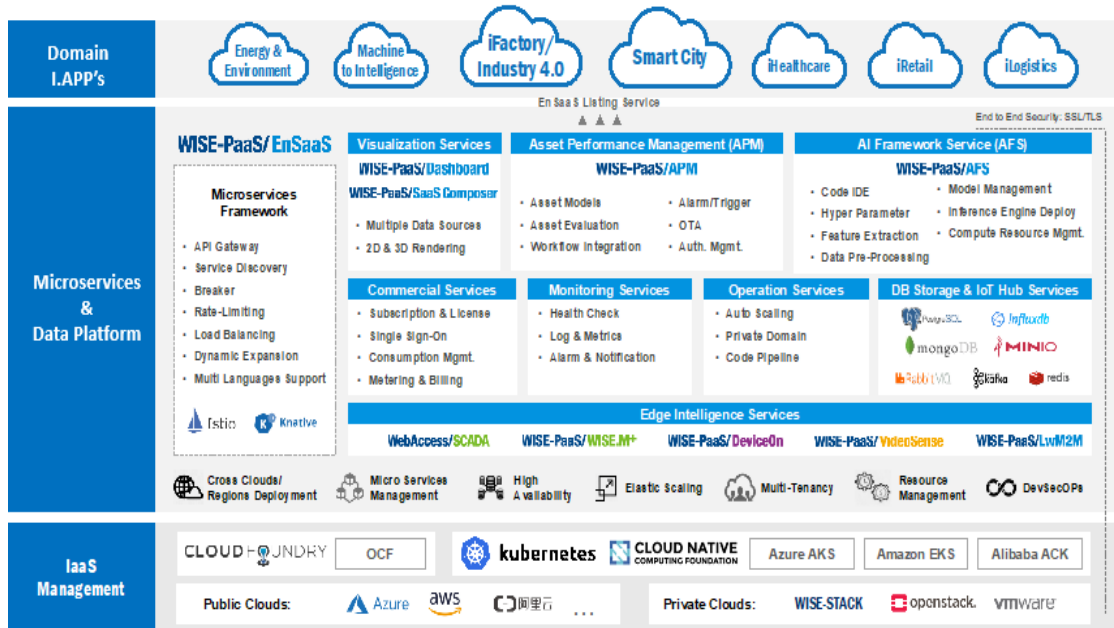 Domain
I.APP's
Energy &
Environment
Machine
to Intelligence
iFactory/
Industry 4.0
Smart City
iHealthcare
iRetail
iLogistics
EnSaaS Listing Service
End to End Security: SSL/TLS
Microservices
&
Data Platform
WISE-PaaS/EnSaaS
Microservices
Framework
• API Gateway
• Service Discovery
• Breaker
• Rate-Limiting
• Load Balancing
• Dynamic Expansion
• Multi Languages Support
Istio
Knative
Visualization Services
WISE-PaaS/Dashboard
WISE-PaaS/SaaS Composer
• Multiple Data Sources
• 2D & 3D Rendering
Asset Performance Management (APM)
WISE-PaaS/APM
• Asset Models
• Asset Evaluation
• Workflow Integration
• Alarm/Trigger
• OTA
• Auth. Mgmt.
AI Framework Service (AFS)
WISE-PaaS/AFS
• Code IDE
• Hyper Parameter
• Feature Extraction
• Data Pre-Processing
• Model Management
• Inference Engine Deploy
• Compute Resource Mgmt.
Commercial Services
• Subscription & License
• Single Sign-On
• Consumption Mgmt.
• Metering & Billing
Monitoring Services
• Health Check
• Log & Metrics
• Alarm & Notification
Operation Services
• Auto Scaling
• Private Domain
• Code Pipeline
DB Storage & IoT Hub Services
PostgreSQL
Influxdb
mongoDB
MINIO
RabbitMQ
kafka
redis
Edge Intelligence Services
WebAccess/SCADA
WISE-PaaS/WISE.M+
WISE-PaaS/DeviceOn
WISE-PaaS/VideoSense
WISE-PaaS/LwM2M
Cross Clouds/
Regions Deployment
Micro Services
Management
High
Availability
Elastic Scaling
Multi-Tenancy
Resource
Management
DevSecOPs
IaaS
Management
CLOUD FOUNDRY
OCF
kubernetes
CLOUD NATIVE
COMPUTING FOUNDATION
Azure AKS
Amazon EKS
Alibaba ACK
Public Clouds:
Azure
aws
阿里云
...
Private Clouds:
WISE-STACK
openstack.
vmware